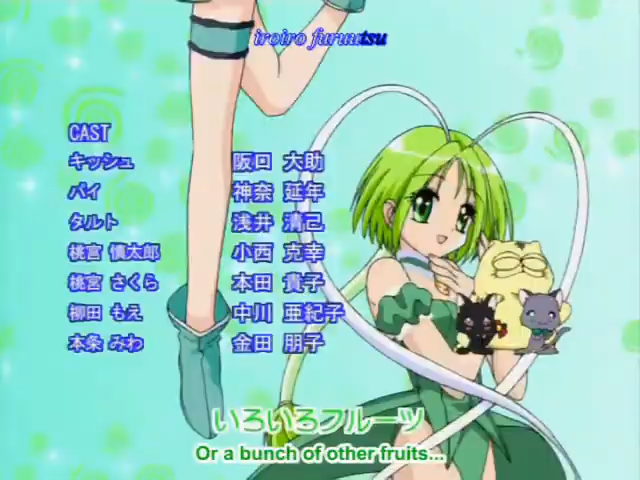 iroiro furuutsu
CAST
キッシュ 阪口 大助
パイ 神奈 延年
タルト 浅井 清己
桃宮 慎太郎 小西 克幸
桃宮 さくら 本田 貴子
柳田 もえ 中川 亜紀子
本条 みわ 金田 朋子
いろいろフルーツ
Or a bunch of other fruits...